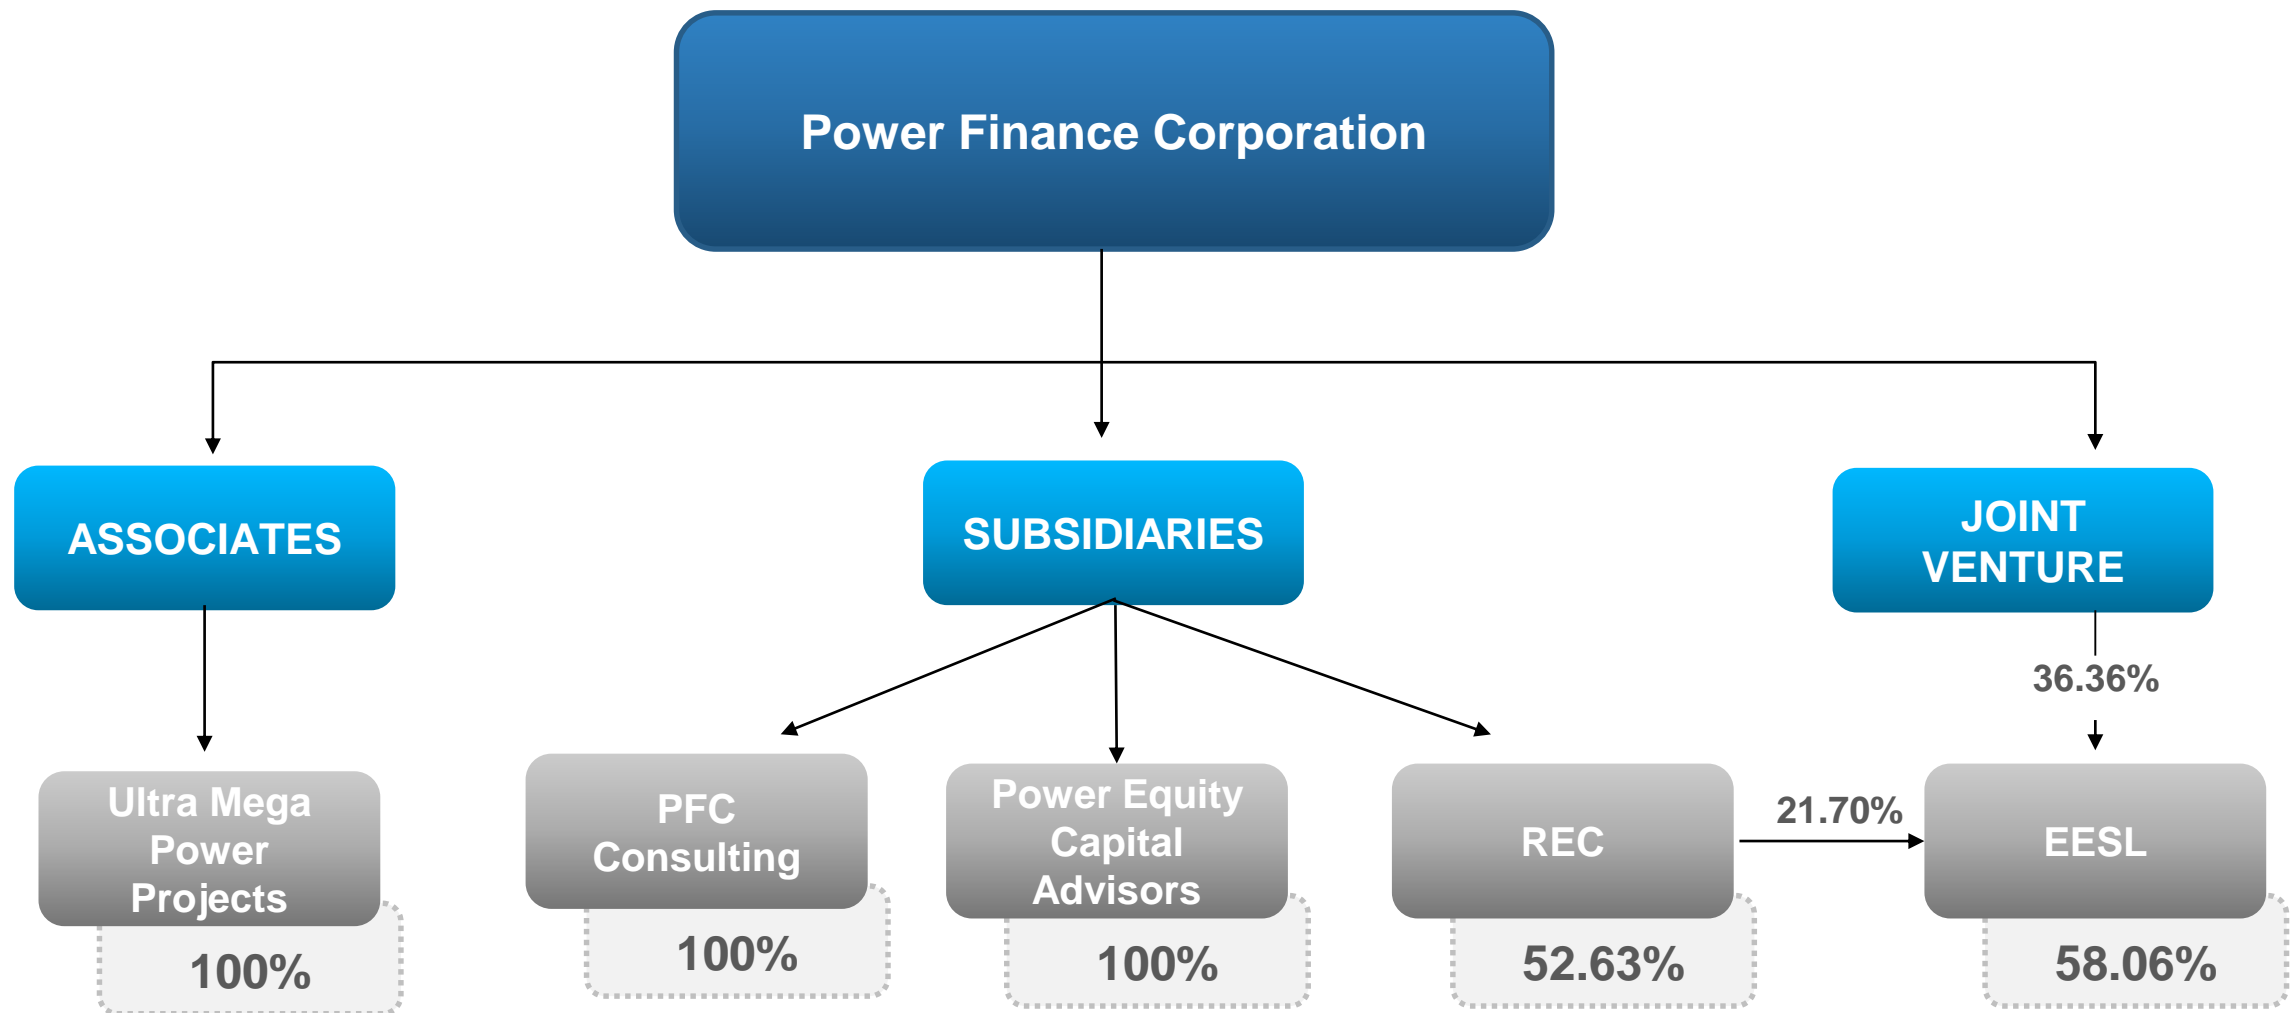 Power Finance Corporation
ASSOCIATES
SUBSIDIARIES
JOINT
VENTURE
36.36%
Ultra Mega
Power
Projects
100%
PFC
Consulting
100%
Power Equity
Capital
Advisors
100%
REC
52.63%
21.70%
EESL
58.06%